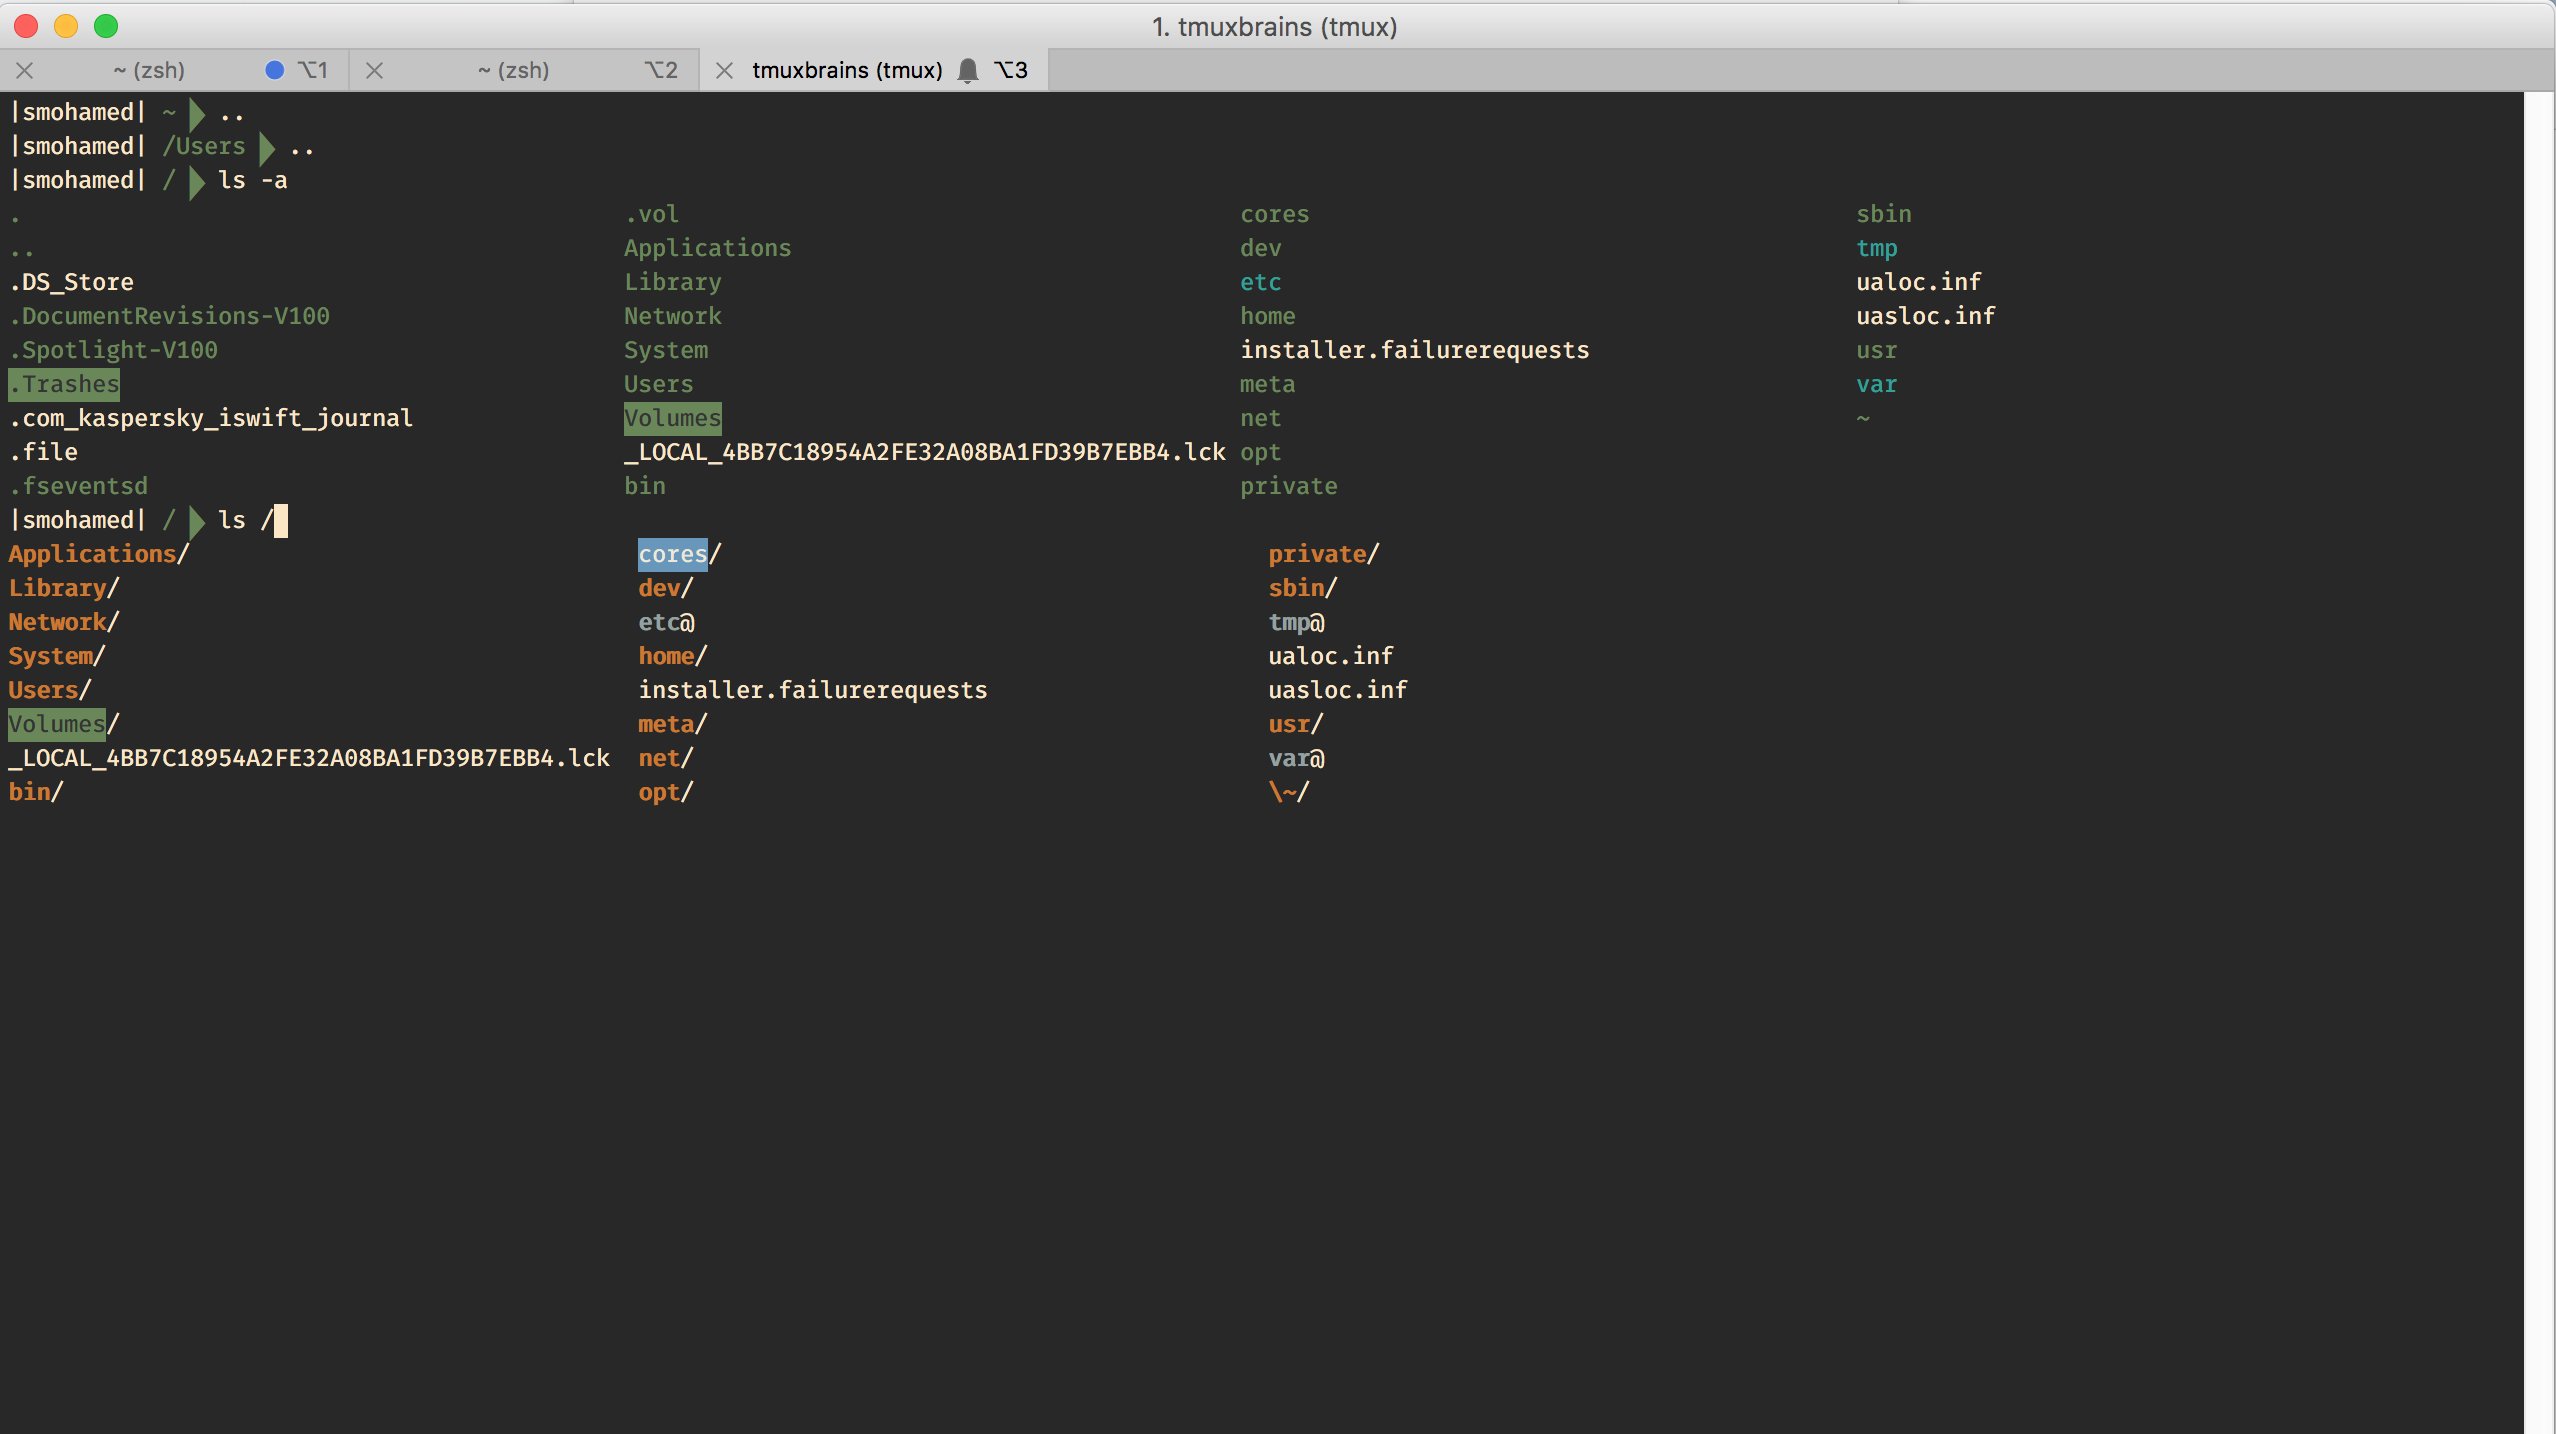 1. tmuxbrains (tmux)
~ (zsh) ⌥1 ~ (zsh) ⌥2 tmuxbrains (tmux) ⌥3
|smohamed| ~ ..
|smohamed| /Users ..
|smohamed| / ls -a
. .vol cores sbin
.. Applications dev tmp
.DS_Store Library etc ualoc.inf
.DocumentRevisions-V100 Network home uasloc.inf
.Spotlight-V100 System installer.failurerequests usr
.Trashes Users meta var
.com_kaspersky_iswift_journal Volumes net ~
.file _LOCAL_4BB7C18954A2FE32A08BA1FD39B7EBB4.lck opt
.fseventsd bin private
|smohamed| / ls /
Applications/ cores/ private/
Library/ dev/ sbin/
Network/ etc@ tmp@
System/ home/ ualoc.inf
Users/ installer.failurerequests uasloc.inf
Volumes/ meta/ usr/
_LOCAL_4BB7C18954A2FE32A08BA1FD39B7EBB4.lck net/ var@
bin/ opt/ \~/